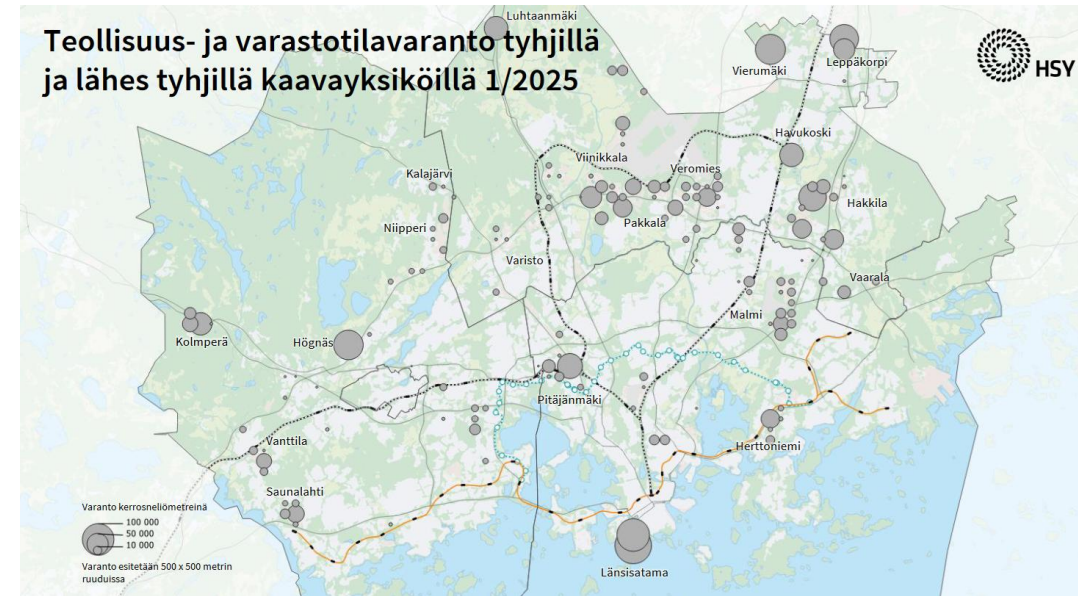 Teollisuus- ja varastotilavaranto tyhjillä
ja lähes tyhjillä kaavayksiköillä 1/2025
HSY
Luhtaanmäki
Vierumäki
Leppäkorpi
Havukoski
Viinikkala
Veromies
Kalajärvi
Hakkila
Pakkala
Niipperi
Varisto
Vaarala
Malmi
Kolmperä
Högnäs
Pitäjänmäki
Vanttila
Herttoniemi
Saunalahti
Länsisatama
Varanto kerrosneliömetreinä
100 000
50 000
10 000
Varanto esitetään 500 x 500 metrin
ruuduissa